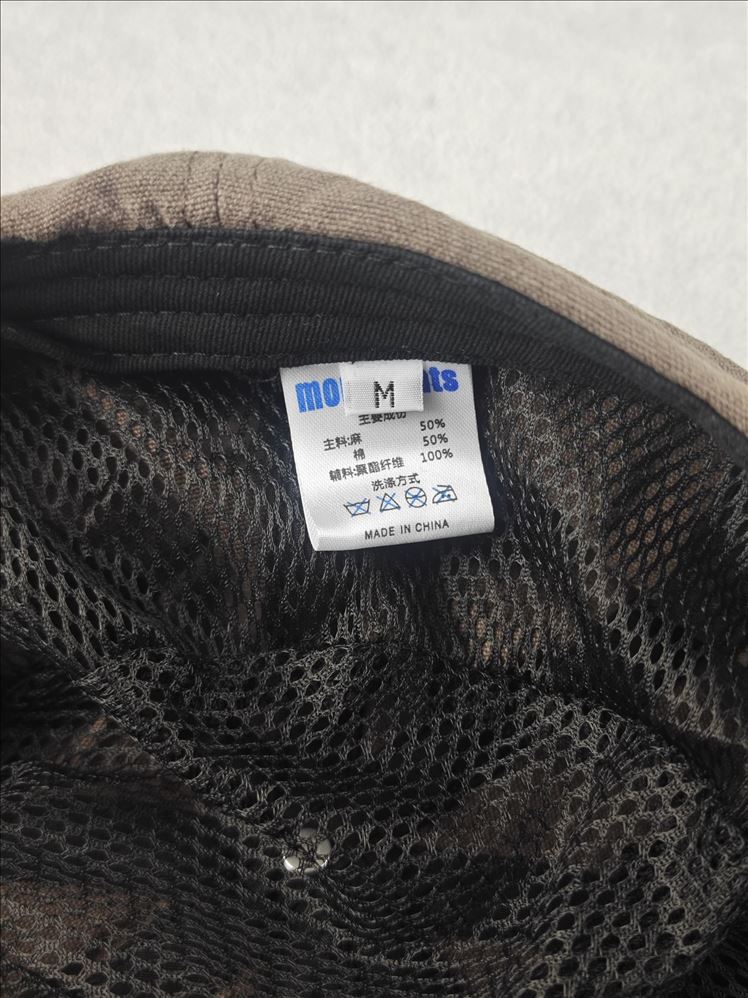 M
主要成份
主料:麻 50%
棉 50%
辅料:聚酯纤维 100%
洗涤方式
MADE IN CHINA